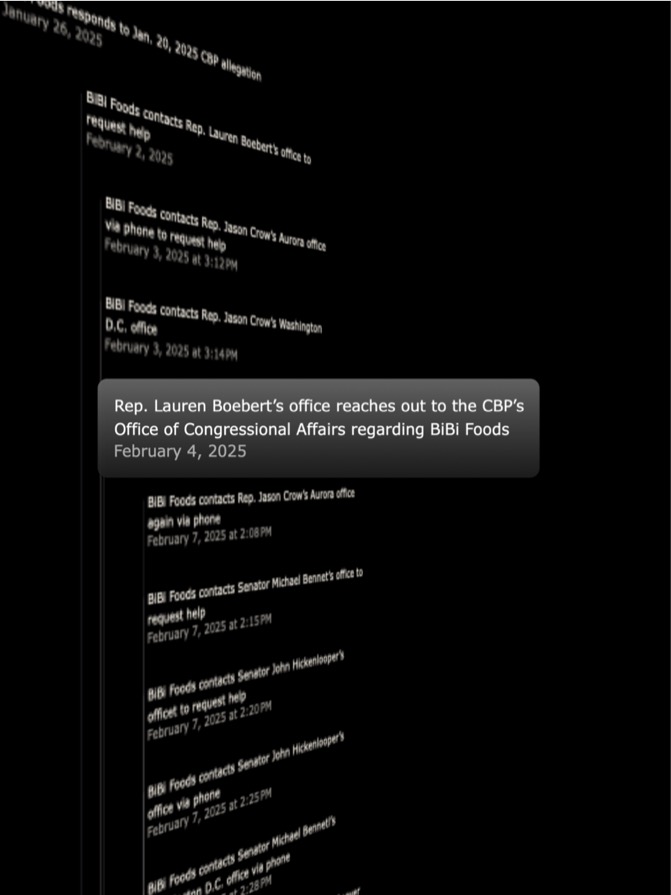 responds to Jan. 20, 2025 CBP allegation
January 26, 2025
BiBi Foods contacts Rep. Lauren Boebert's office to
request help
February 2, 2025
BiBi Foods contacts Rep. Jason Crow's Aurora office
via phone to request help
February 3, 2025 at 3:12PM
BiBi Foods contacts Rep. Jason Crow's Washington
D.C. office
February 3, 2025 at 3:14PM
Rep. Lauren Boebert's office reaches out to the CBP's
Office of Congressional Affairs regarding BiBi Foods
February 4, 2025
BiBi Foods contacts Rep. Jason Crow's Aurora office
again via phone
February 7, 2025 at 2:08PM
BiBi Foods contacts Senator Michael Bennet's office to
request help
February 7, 2025 at 2:15PM
BiBi Foods contacts Senator John Hickenlooper's
officet to request help
February 7, 2025 at 2:20PM
BiBi Foods contacts Senator John Hickenlooper's
office via phone
February 7, 2025 at 2:25PM
BiBi Foods contacts Senator Michael Bennett's
D.C. office via phone
at 2:28PM